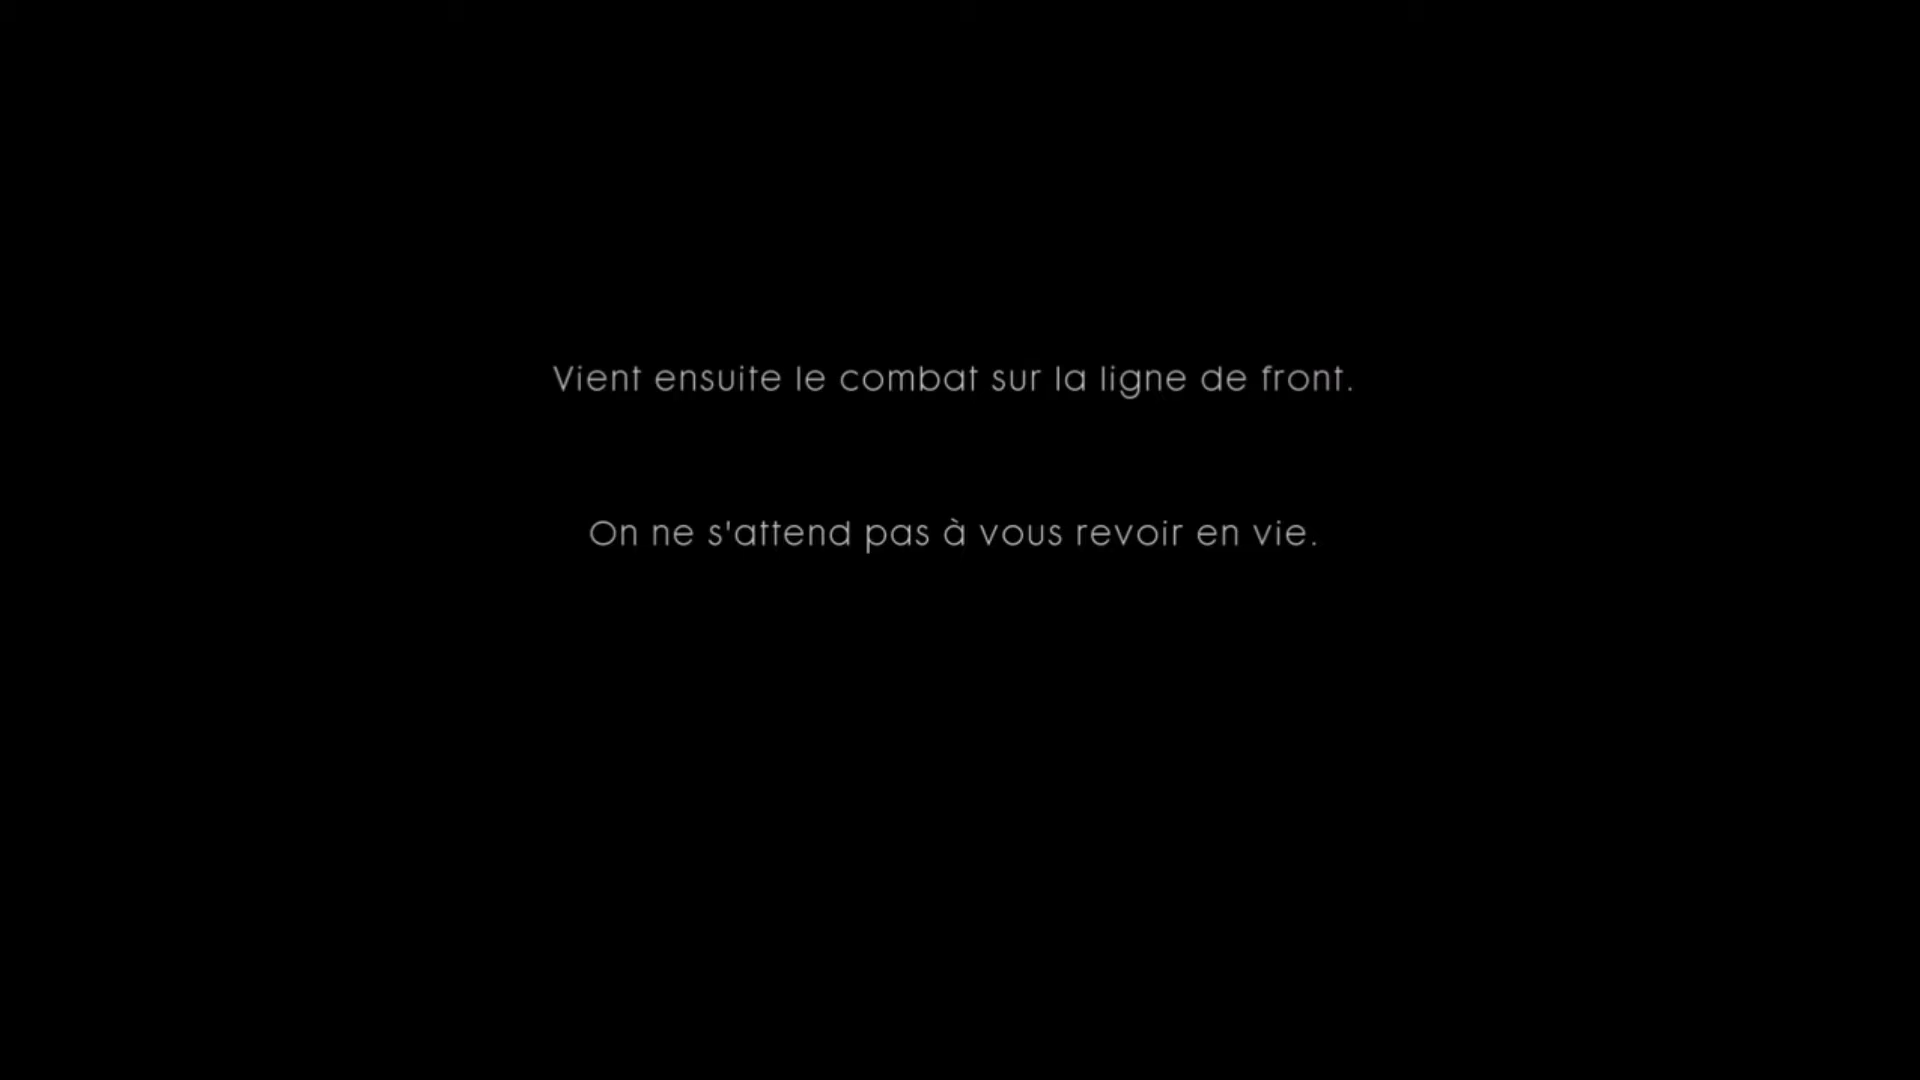 Vient ensuite le combat sur la ligne de front.
On ne s'attend pas à vous revoir en vie.